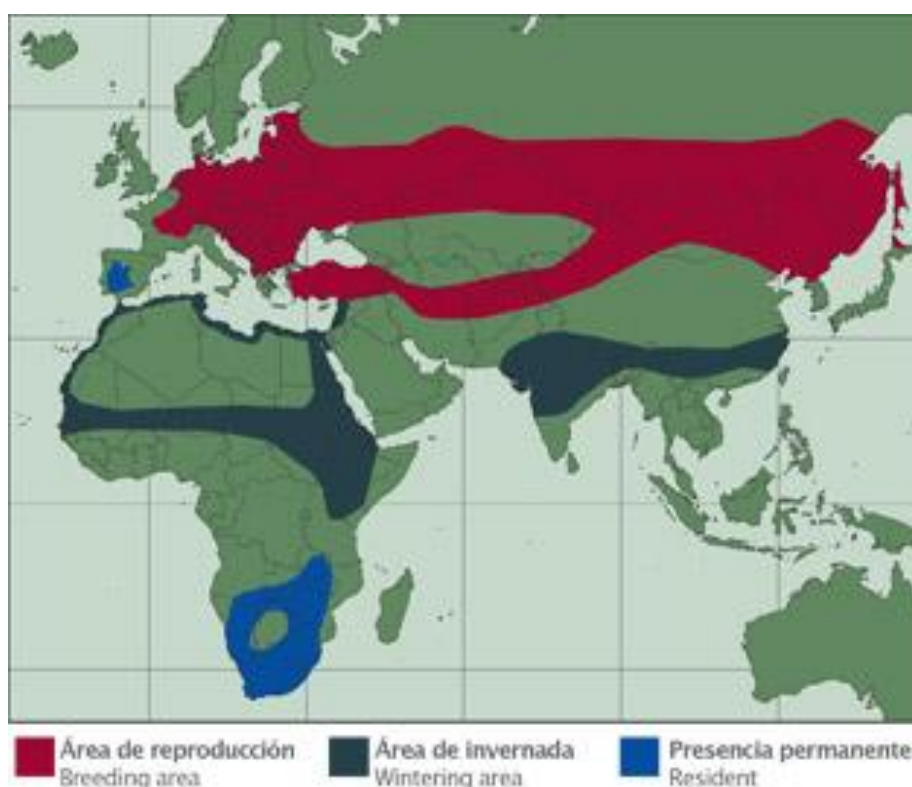 Área de reproducción
Breeding area
Área de invernada
Wintering area
Presencia permanente
Resident